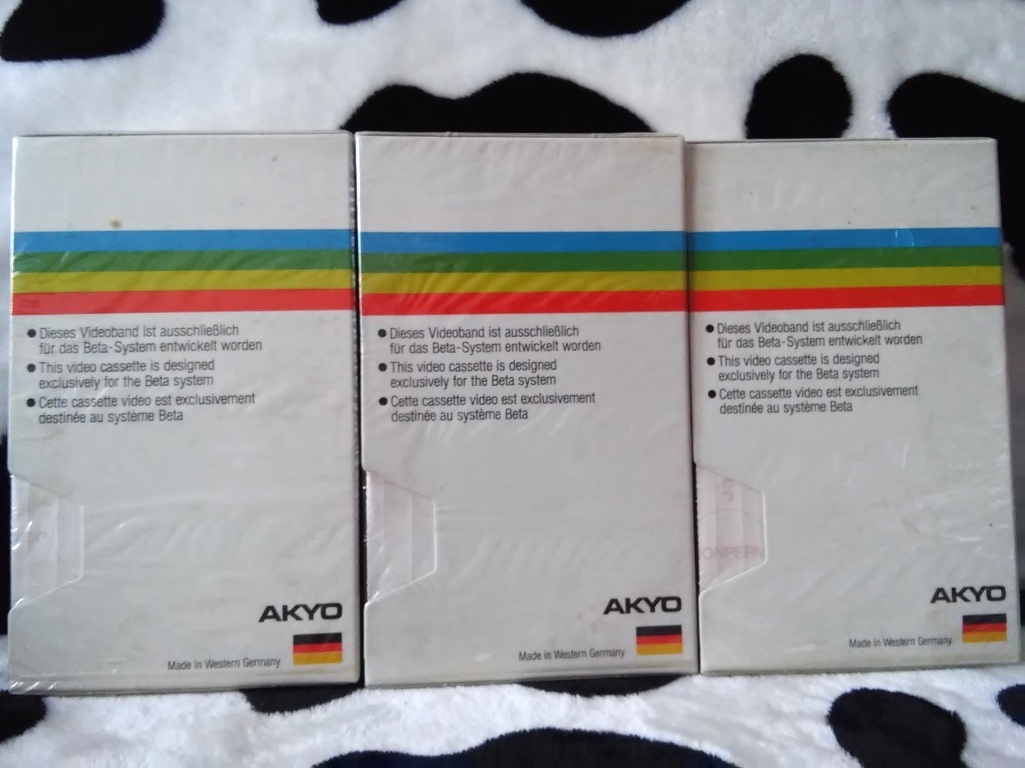 ● Dieses Videoband ist ausschließlich
für das Beta-System entwickelt worden
● This video cassette is designed
exclusively for the Beta system
● Cette cassette video est exclusivement
destinée au système Beta
AKYO
Made in Western Germany
● Dieses Videoband ist ausschließlich
für das Beta-System entwickelt worden
● This video cassette is designed
exclusively for the Beta system
● Cette cassette video est exclusivement
destinée au système Beta
AKYO
Made in Western Germany
● Dieses Videoband ist ausschließlich
für das Beta-System entwickelt worden
● This video cassette is designed
exclusively for the Beta system
● Cette cassette video est exclusivement
destinée au système Beta
AKYO
Made in Western Germany